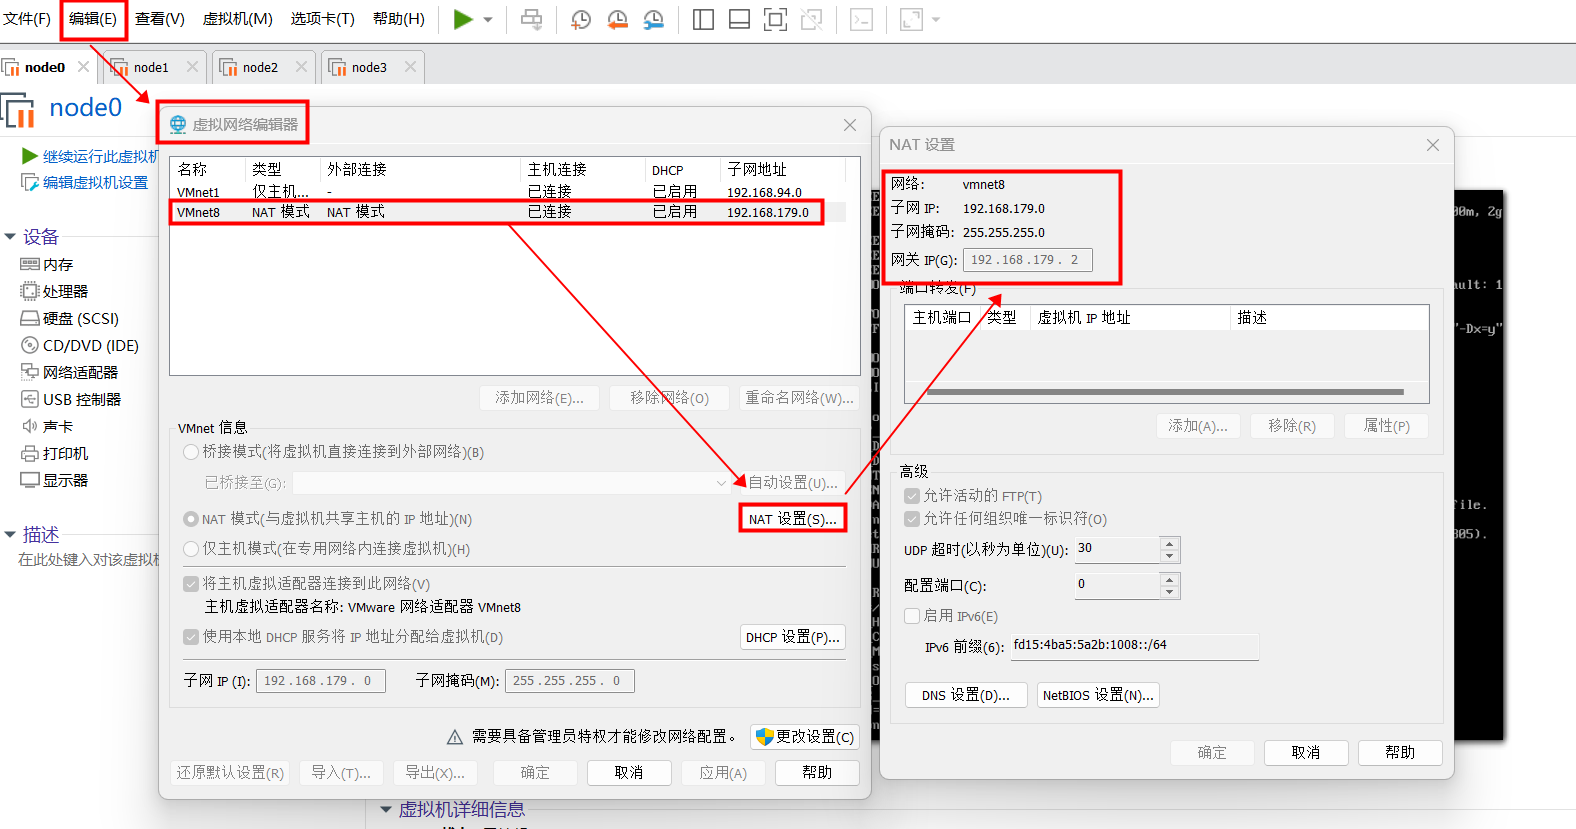 文件(F) 编辑(E) 查看(V) 虚拟机(M) 选项卡(T) 帮助(H)
node0 node1 node2 node3
node0
继续运行此虚拟机
编辑虚拟机设置
设备
内存
处理器
硬盘 (SCSI)
CD/DVD (IDE)
网络适配器
USB 控制器
声卡
打印机
显示器
描述
在此处键入对该虚拟机
虚拟网络编辑器
名称 类型 外部连接 主机连接 DHCP 子网地址
VMnet1 仅主机... - 已连接 已启用 192.168.94.0
VMnet8 NAT 模式 NAT 模式 已连接 已启用 192.168.179.0
添加网络(E)... 移除网络(O) 重命名网络(W)...
VMnet 信息
桥接模式(将虚拟机直接连接到外部网络)(B)
已桥接至(G): 自动设置(U)...
NAT 模式(与虚拟机共享主机的 IP 地址)(N) NAT 设置(S)...
仅主机模式(在专用网络内连接虚拟机)(H)
将主机虚拟适配器连接到此网络(V)
主机虚拟适配器名称: VMware 网络适配器 VMnet8
使用本地 DHCP 服务将 IP 地址分配给虚拟机(D) DHCP 设置(P)...
子网 IP (I): 192.168.179. 0 子网掩码(M): 255.255.255. 0
需要具备管理员特权才能修改网络配置。 更改设置(C)
还原默认设置(R) 导入(T)... 导出(X)... 确定 取消 应用(A) 帮助
NAT 设置
网络: vmnet8
子网 IP: 192.168.179.0
子网掩码: 255.255.255.0
网关 IP(G): 192.168.179. 2
端口转发(F)
主机端口 类型 虚拟机 IP 地址 描述
添加(A)... 移除(R) 属性(P)
高级
允许活动的 FTP(T)
允许任何组织唯一标识符(O)
UDP 超时(以秒为单位)(U): 30
配置端口(C): 0
启用 IPv6(E)
IPv6 前缀(6): fd15:4ba5:5a2b:1008::/64
DNS 设置(D)... NetBIOS 设置(N)...
确定 取消 帮助
00m, 2g
ault: 1
"-Dx=y"
file.
805).
虚拟机详细信息